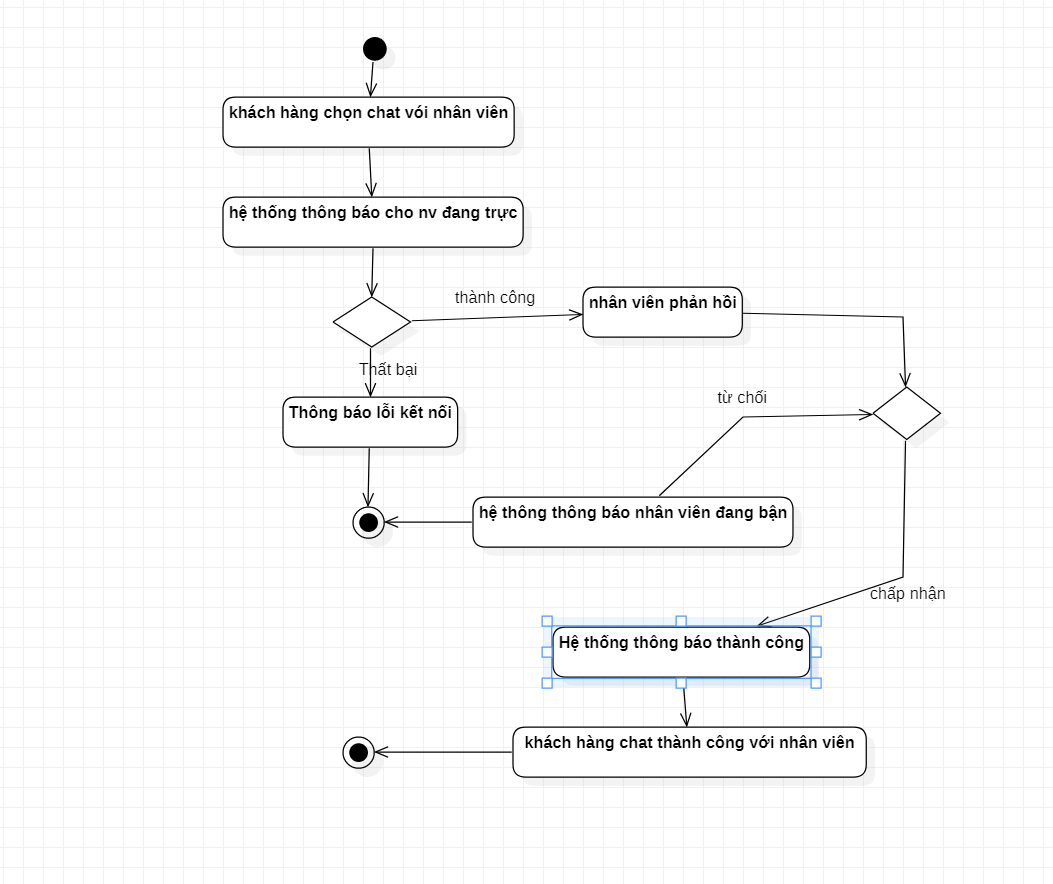 khách hàng chọn chat vói nhân viên
hệ thống thông báo cho nv đang trực
thành công
nhân viên phản hồi
Thất bại
Thông báo lỗi kết nối
từ chối
hệ thông thông báo nhân viên đang bận
chấp nhận
Hệ thống thông báo thành công
khách hàng chat thành công với nhân viên